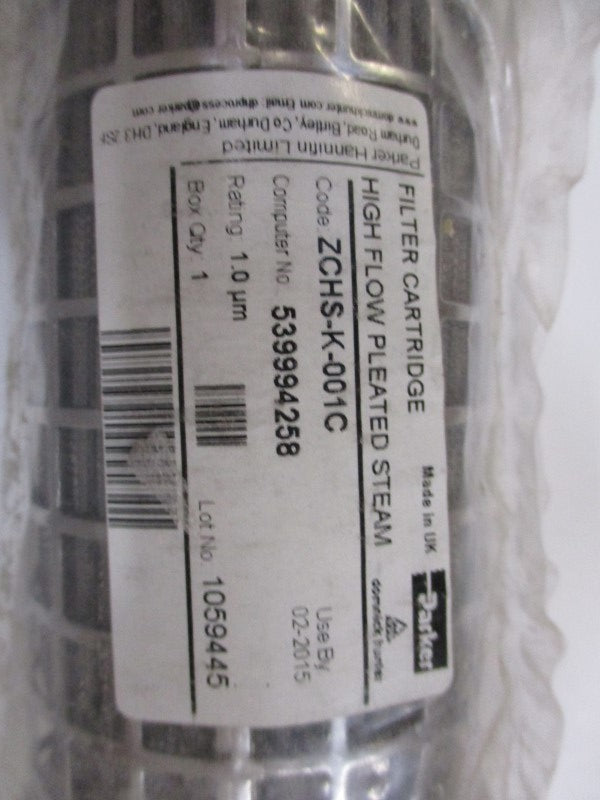 FILTER CARTRIDGE
HIGH FLOW PLEATED STEAM
Made in UK
Parker
domnick hunter
Code: ZCHS-K-001C
Computer No 539994258
Use By
02-2015
Rating: 1.0 µm
Box Qty 1
Lot No 1059445
Parker Hannifin Limited
Durham Road, Birtley, Co Durham, England, DH3 2SF
www.domnickhunter.com Email: dhprocess@parker.com